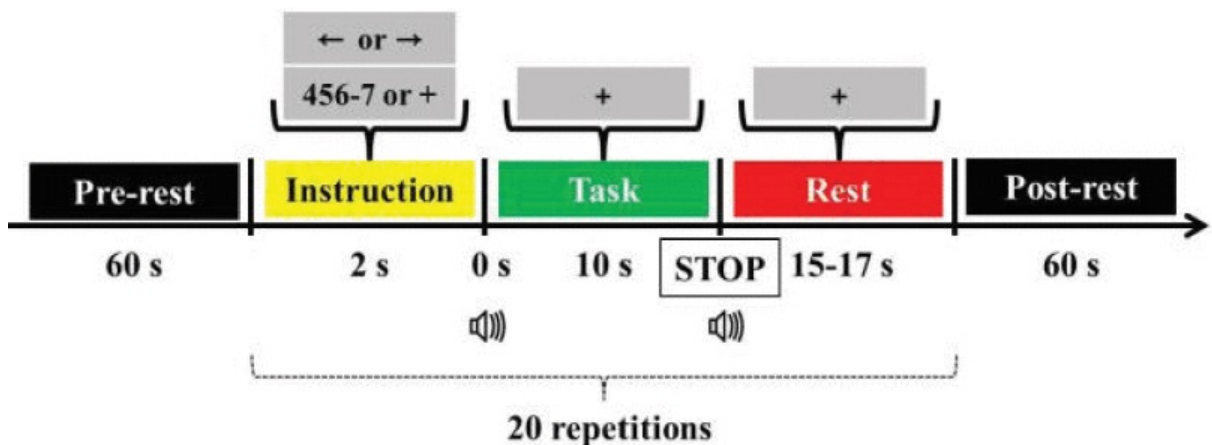 ← or →
456-7 or +
+
+
Pre-rest
Instruction
Task
Rest
Post-rest
60 s
2 s
0 s
10 s
STOP
15-17 s
60 s
20 repetitions